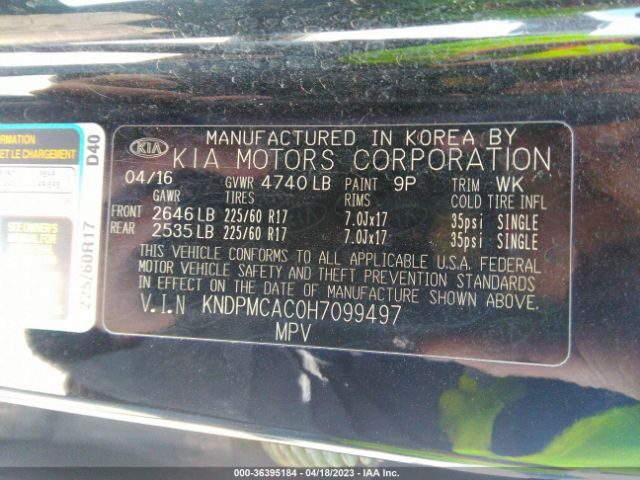 MANUFACTURED IN KOREA BY
KIA KIA MOTORS CORPORATION
04/16 GVWR 4740 LB PAINT 9P TRIM WK
GAWR TIRES RIMS COLD TIRE INFL
FRONT 2646 LB 225/60 R17 7.0Jx17 35psi SINGLE
REAR 2535 LB 225/60 R17 7.0Jx17 35psi SINGLE
THIS VEHICLE CONFORMS TO ALL APPLICABLE U.S.A. FEDERAL
MOTOR VEHICLE SAFETY AND THEFT PREVENTION STANDARDS
IN EFFECT ON THE DATE OF MANUFACTURE SHOWN ABOVE.
V.I.N KNDPMCAC0H7099497
MPV
ET LE CHARGEMENT
SEE OWNER'S
D40
225/60R17
000-36395184 - 04/18/2023 - IAA Inc.